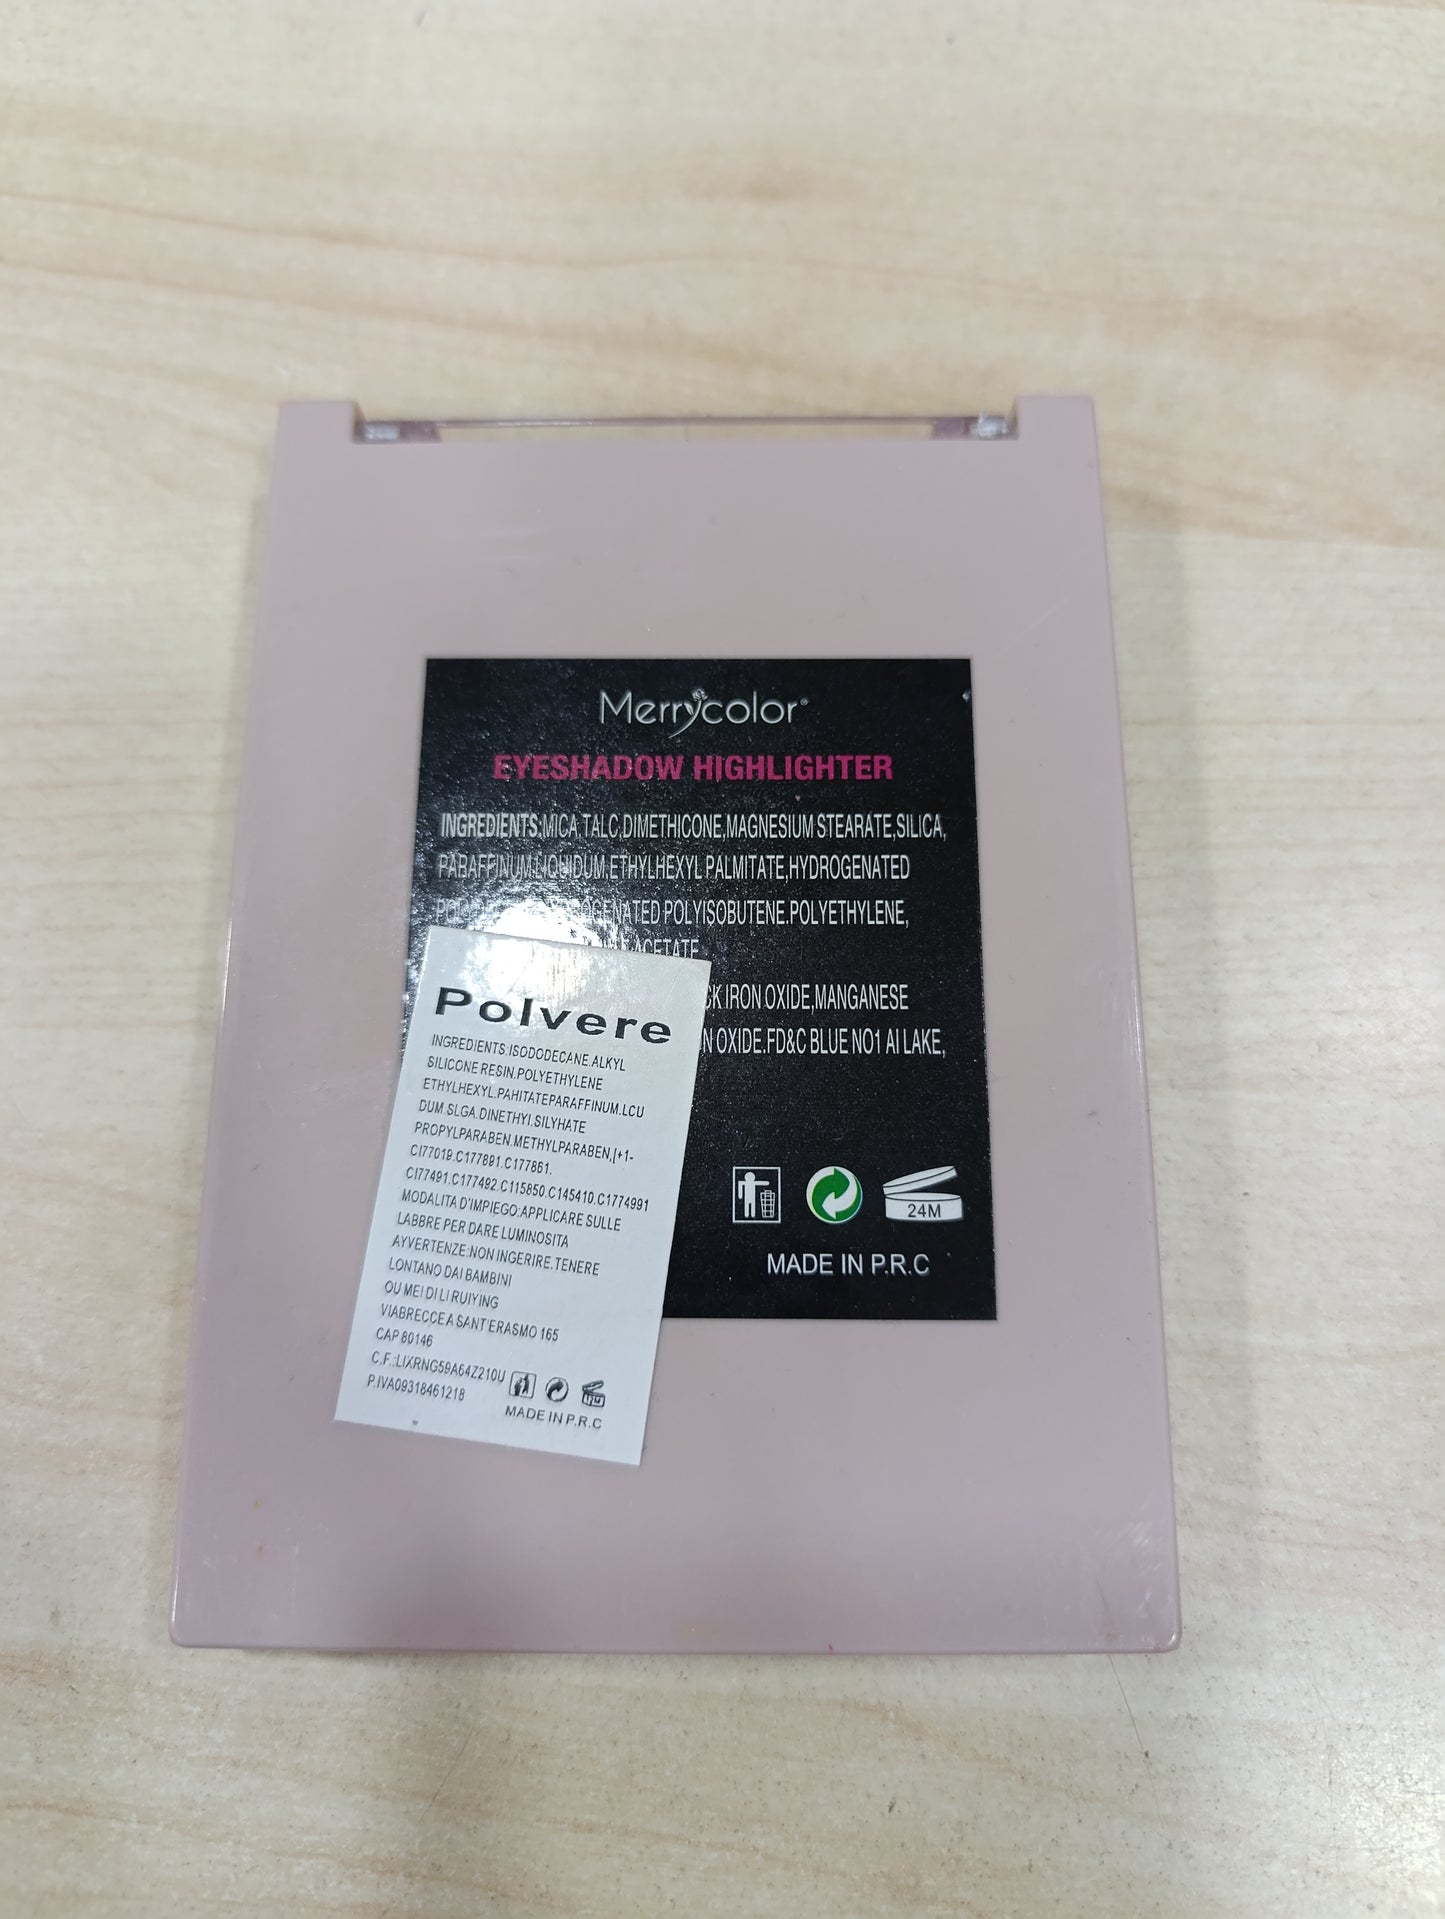 Merrycolor®
EYESHADOW HIGHLIGHTER
INGREDIENTS:MICA,TALC,DIMETHICONE,MAGNESIUM STEARATE,SILICA,
PARAFFINUM LIQUIDUM,ETHYLHEXYL PALMITATE,HYDROGENATED
POLYISOBUTENE.POLYETHYLENE,
ACETATE
IRON OXIDE,MANGANESE
OXIDE.FD&C BLUE NO1 AI LAKE,
24M
MADE IN P.R.C
Polvere
INGREDIENTS:ISODODECANE.ALKYL
SILICONE RESIN.POLYETHYLENE
ETHYLHEXYL.PAHITATEPARAFFINUM.LCU
DUM.SLGA.DINETHYI.SILYHATE
PROPYLPARABEN.METHYLPARABEN,[+1-
CI77019.C177891.C177861.
CI77491.C177492.C115850.C145410.C1774991
MODALITA D'IMPIEGO:APPLICARE SULLE
LABBRE PER DARE LUMINOSITA
AYVERTENZE:NON INGERIRE.TENERE
LONTANO DAI BAMBINI
OU MEI DI LI RUIYING
VIABRECCE A SANT'ERASMO 165
CAP 80146
C.F.:LIXRNG59A64Z210U
P.IVA09318461218
MADE IN P.R.C